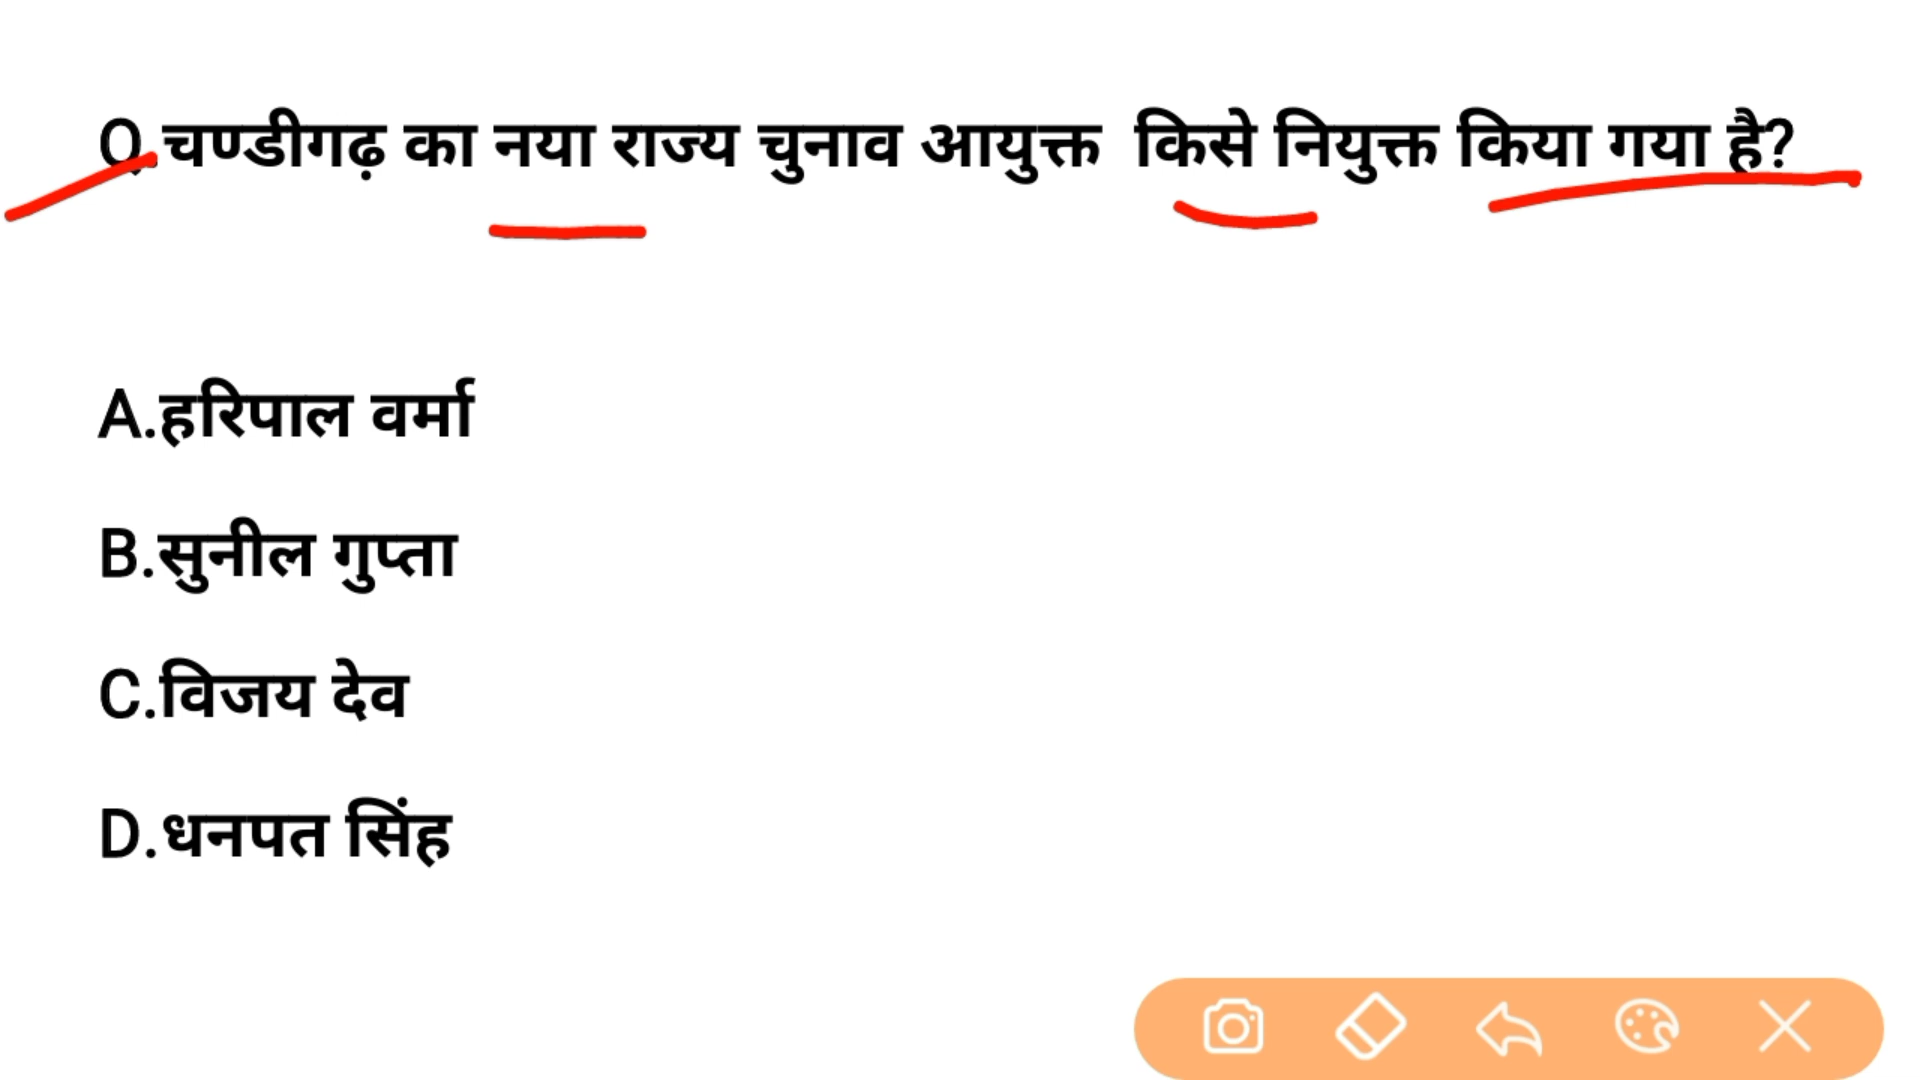 Q.चण्डीगढ़ का नया राज्य चुनाव आयुक्त किसे नियुक्त किया गया है?
A.हरिपाल वर्मा
B.सुनील गुप्ता
C.विजय देव
D.धनपत सिंह